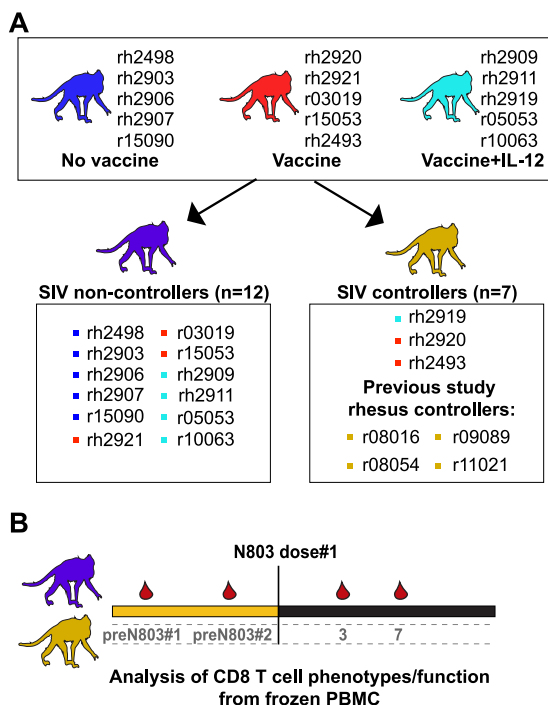 A
rh2498
rh2903
rh2906
rh2907
r15090
No vaccine
rh2920
rh2921
r03019
r15053
rh2493
Vaccine
rh2909
rh2911
rh2919
r05053
r10063
Vaccine+IL-12
SIV non-controllers (n=12)
rh2498
rh2903
rh2906
rh2907
r15090
rh2921
r03019
r15053
rh2909
rh2911
r05053
r10063
SIV controllers (n=7)
rh2919
rh2920
rh2493
Previous study
rhesus controllers:
r08016 r09089
r08054 r11021
B
N803 dose#1
preN803#1 preN803#2 3 7
Analysis of CD8 T cell phenotypes/function
from frozen PBMC